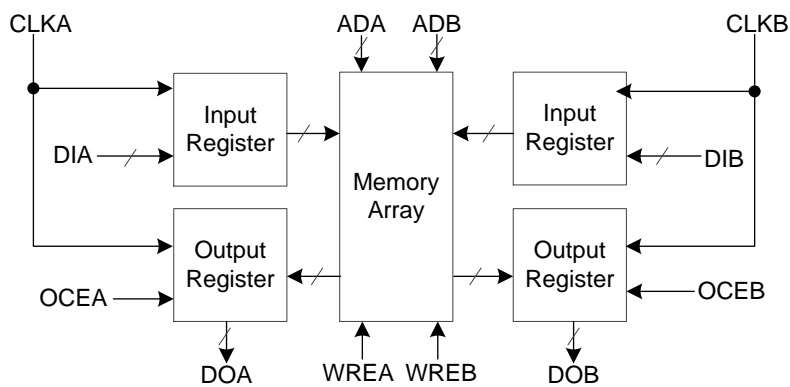 CLKA
ADA
ADB
CLKB
Input
Register
Input
Register
DIA
DIB
Memory
Array
Output
Register
Output
Register
OCEA
OCEB
DOA
WREA
WREB
DOB